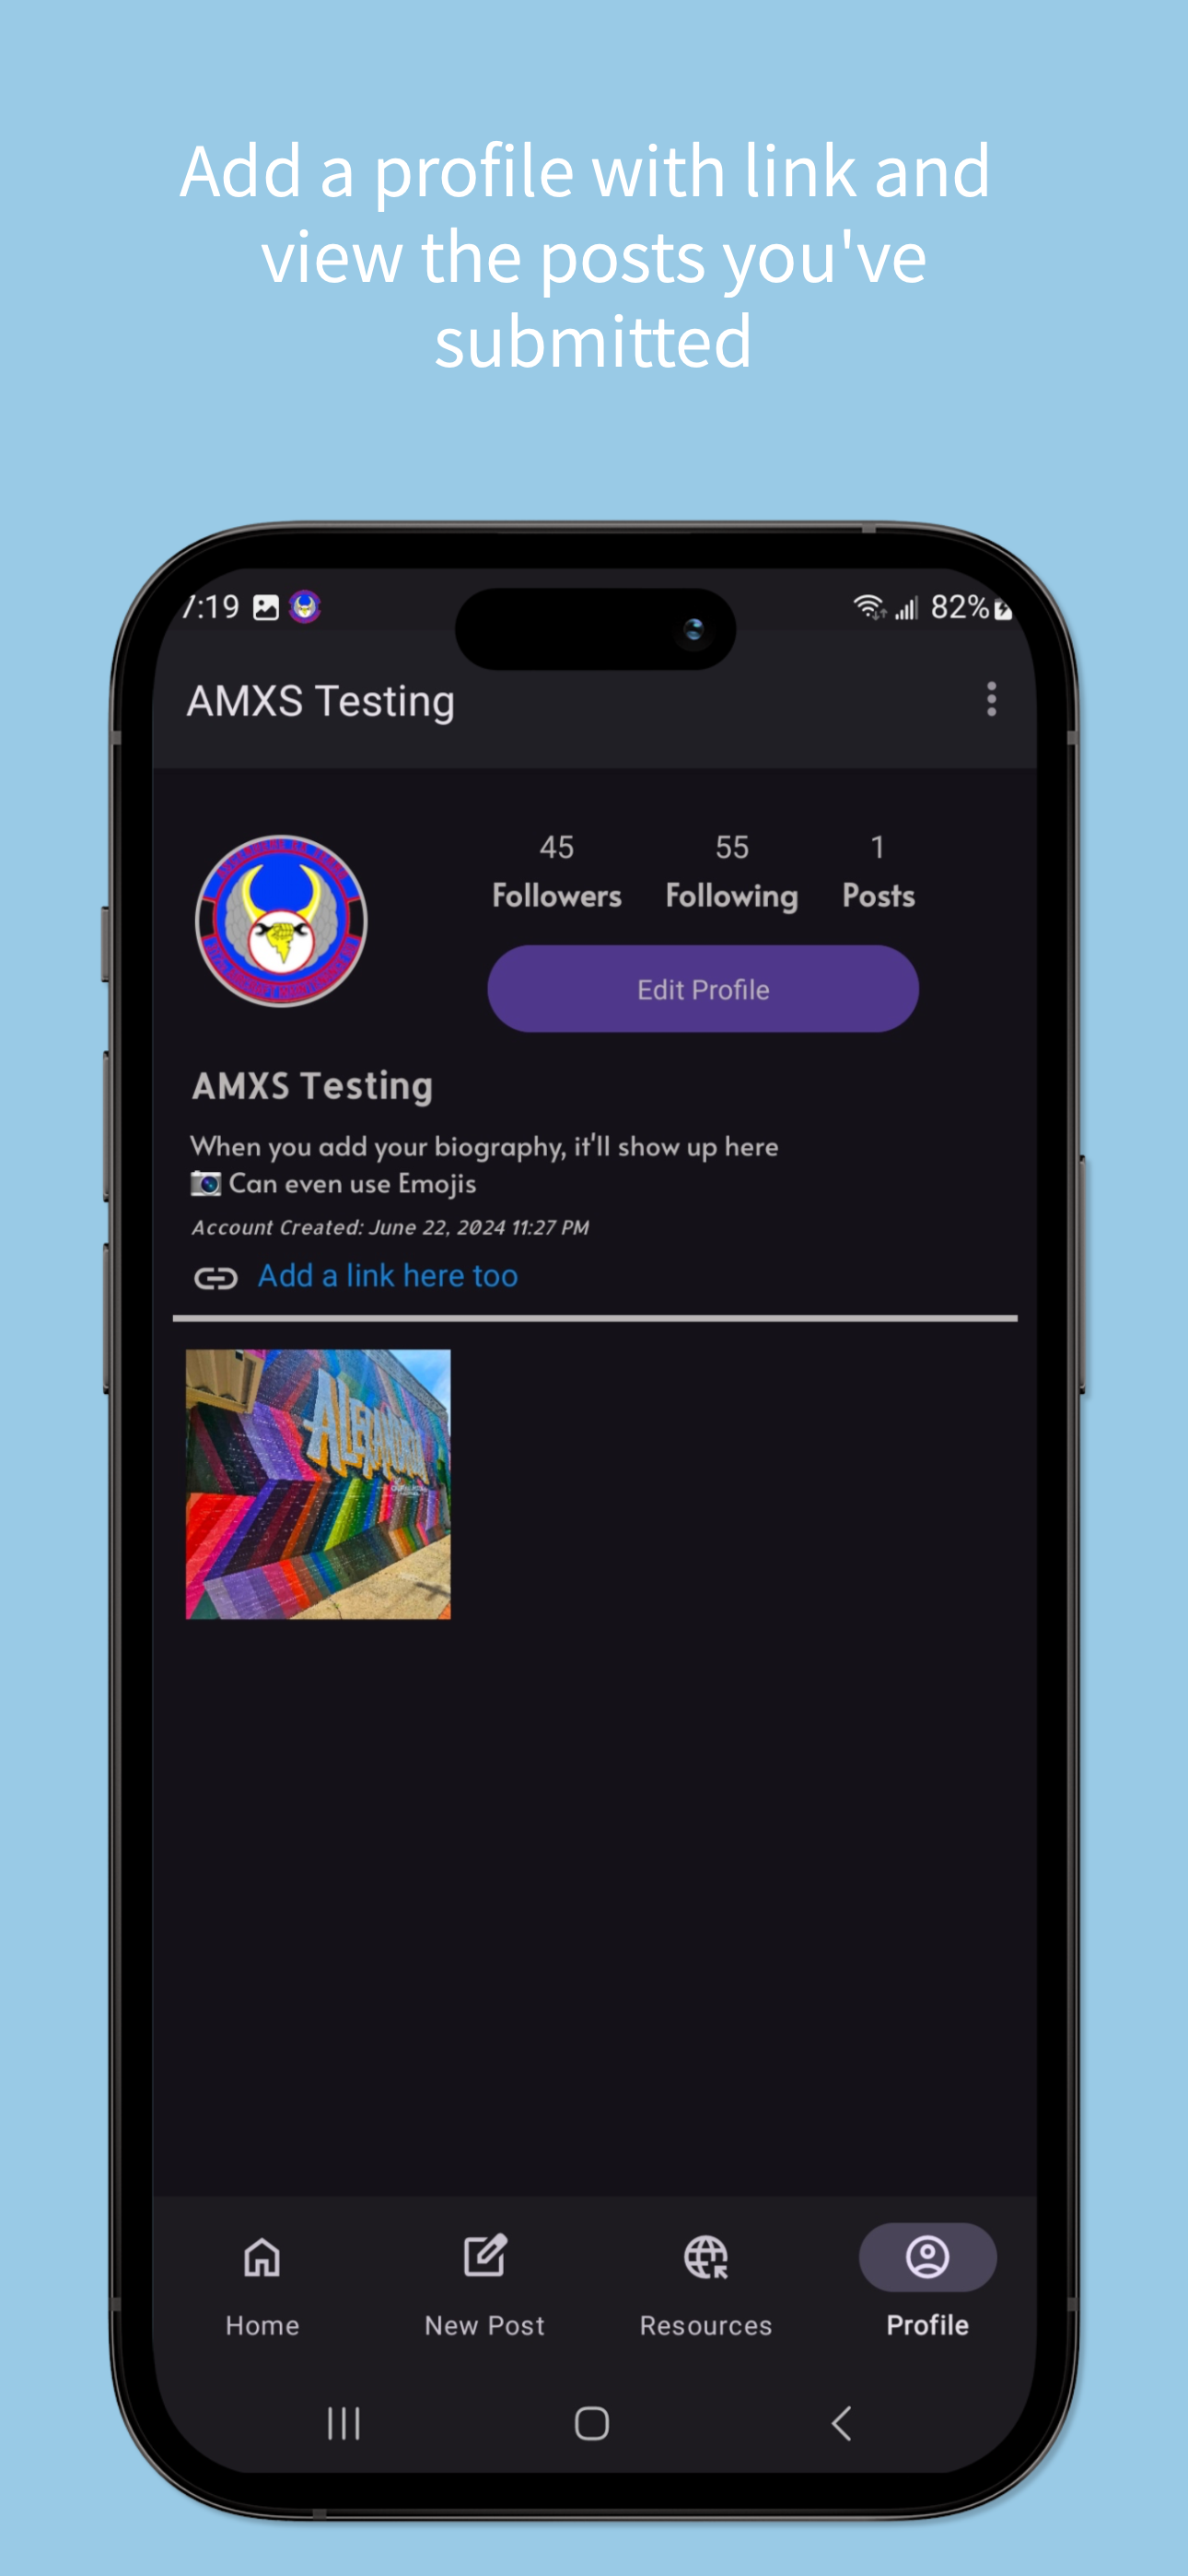 Add a profile with link and
view the posts you've
submitted
7:19 82%
AMXS Testing
45 55 1
Followers Following Posts
Edit Profile
AMXS Testing
When you add your biography, it'll show up here
📷 Can even use Emojis
Account Created: June 22, 2024 11:27 PM
Add a link here too
ALEXANDRIA
Home New Post Resources Profile